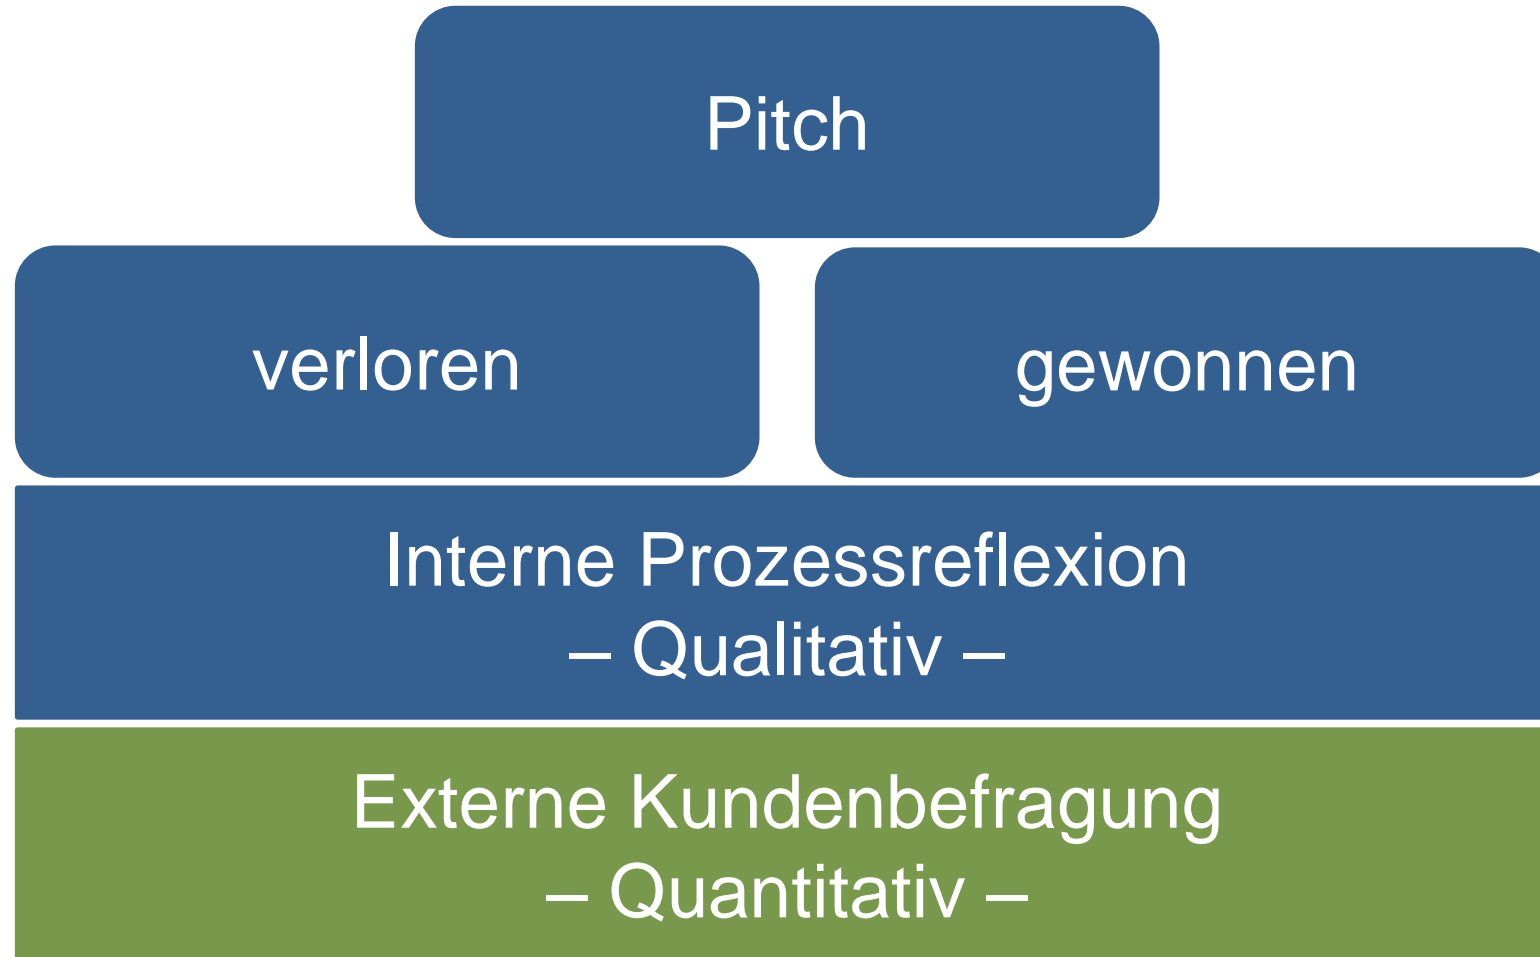 Pitch
verloren
gewonnen
Interne Prozessreflexion
– Qualitativ –
Externe Kundenbefragung
– Quantitativ –